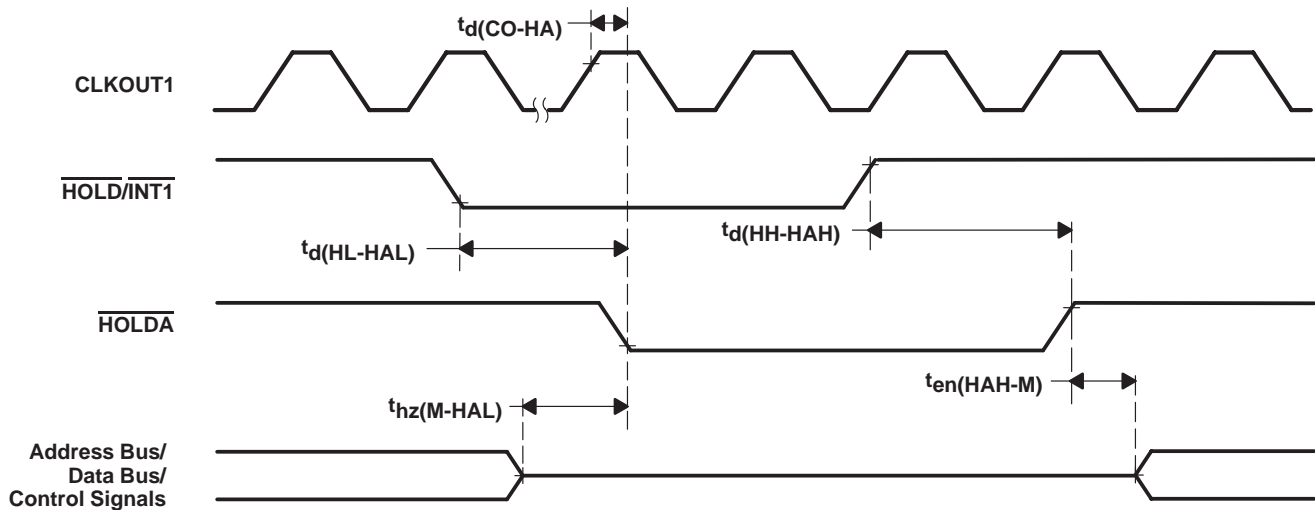 td(CO-HA)
CLKOUT1
HOLD/INT1
td(HL-HAL)
td(HH-HAH)
HOLDA
thz(M-HAL)
ten(HAH-M)
Address Bus/
Data Bus/
Control Signals